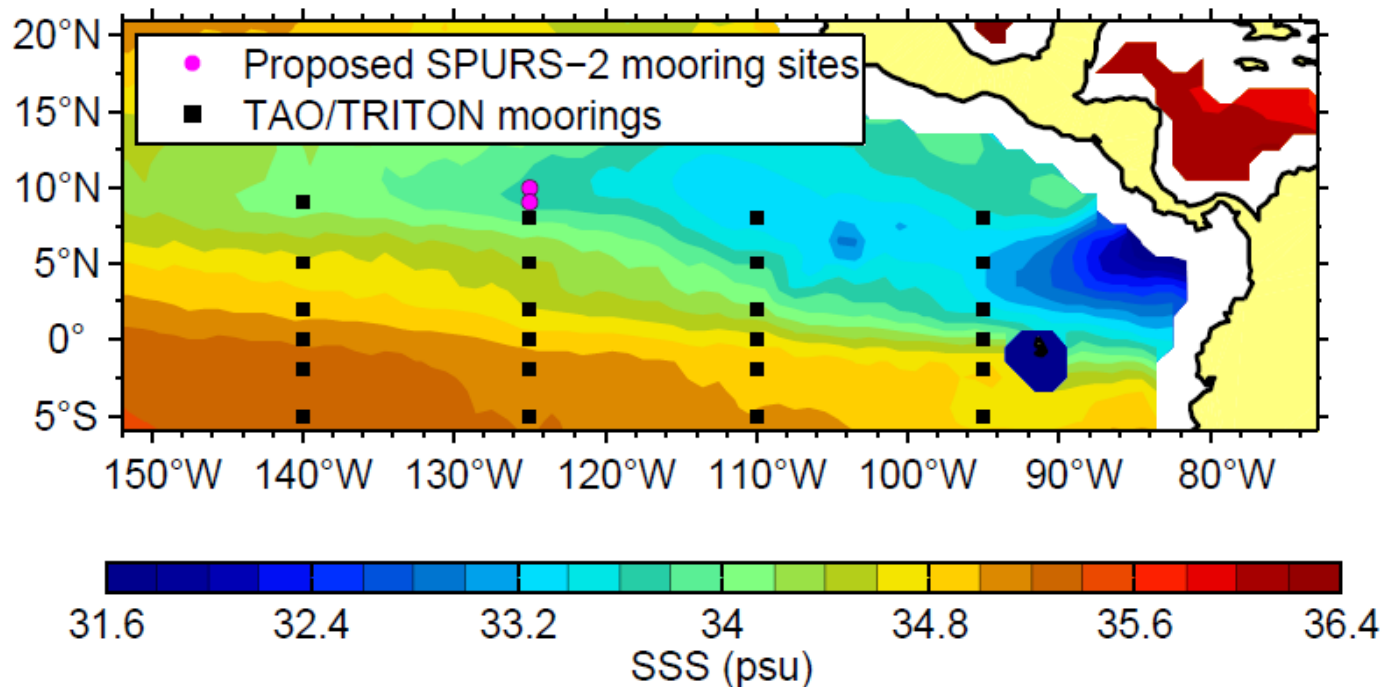 20°N
Proposed SPURS−2 mooring sites
TAO/TRITON moorings
15°N
10°N
5°N
0°
5°S
150°W 140°W 130°W 120°W 110°W 100°W 90°W 80°W
31.6 32.4 33.2 34 34.8 35.6 36.4
SSS (psu)